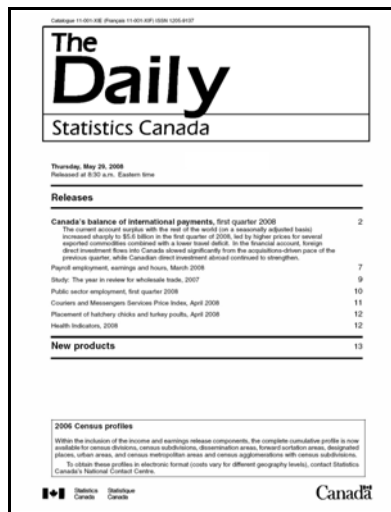 Catalogue 11-001-XIE (Français 11-001-XIF) ISSN 1205-9137
The
Daily
Statistics Canada
Thursday, May 29, 2008
Released at 8:30 a.m. Eastern time
Releases
Canada's balance of international payments, first quarter 2008 2
The current account surplus with the rest of the world (on a seasonally adjusted basis)
increased sharply to $5.6 billion in the first quarter of 2008, led by higher prices for several
exported commodities combined with a lower travel deficit. In the financial account, foreign
direct investment flows into Canada slowed significantly from the acquisitions-driven pace of the
previous quarter, while Canadian direct investment abroad continued to strengthen.
Payroll employment, earnings and hours, March 2008 7
Study: The year in review for wholesale trade, 2007 9
Public sector employment, first quarter 2008 10
Couriers and Messengers Services Price Index, April 2008 11
Placement of hatchery chicks and turkey poults, April 2008 12
Health Indicators, 2008 12
New products 13
2006 Census profiles
Within the inclusion of the income and earnings release components, the complete cumulative profile is now
available for census divisions, census subdivisions, dissemination areas, forward sortation areas, designated
places, urban areas, and census metropolitan areas and census agglomerations with census subdivisions.
To obtain these profiles in electronic format (costs vary for different geography levels), contact Statistics
Canada's National Contact Centre.
Statistics Statistique
Canada Canada
Canada